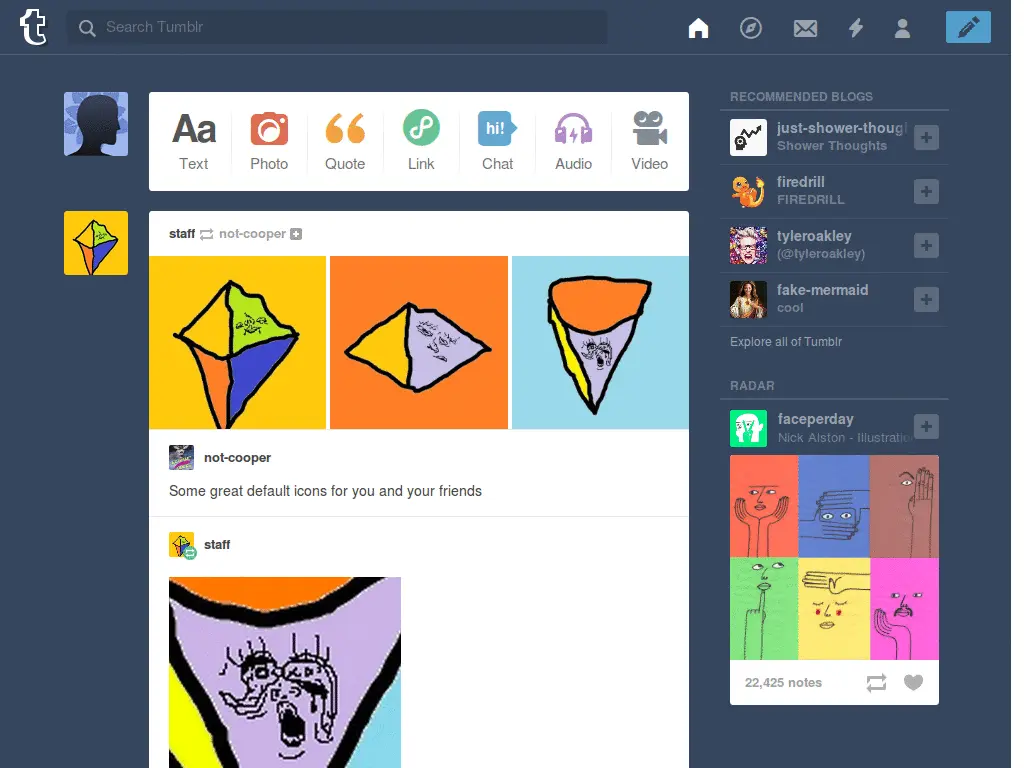 t
Search Tumblr
Aa
hi!
Text
Photo
Quote
Link
Chat
Audio
Video
staff not-cooper
not-cooper
Some great default icons for you and your friends
staff
RECOMMENDED BLOGS
just-shower-though
Shower Thoughts
firedrill
FIREDRILL
tyleroakley
(@tyleroakley)
fake-mermaid
cool
Explore all of Tumblr
RADAR
faceperday
Nick Alston - Illustratio
22,425 notes